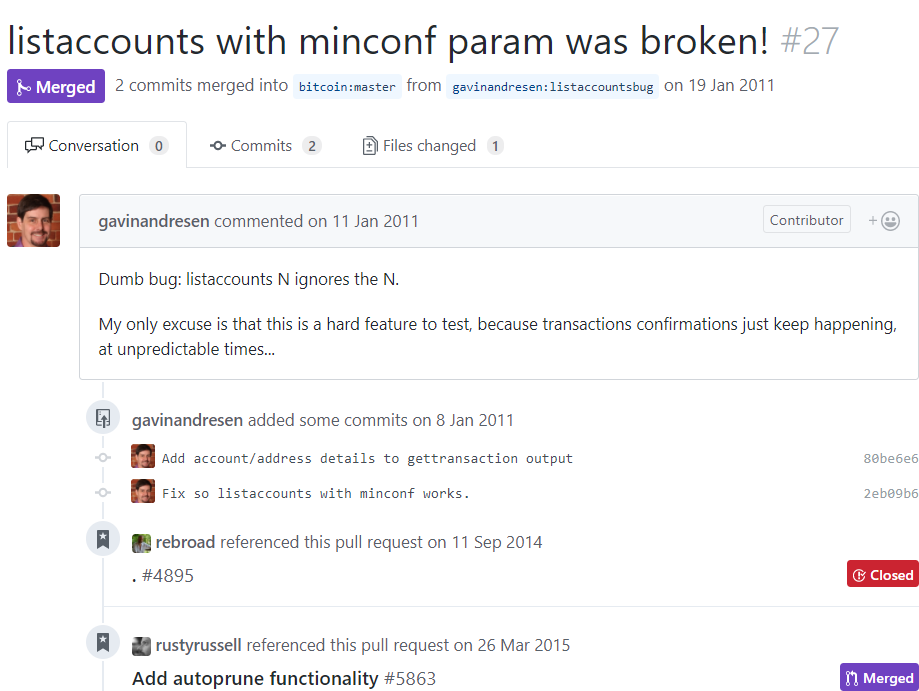 listaccounts with minconf param was broken! #27
Merged 2 commits merged into bitcoin:master from gavinandresen:listaccountsbug on 19 Jan 2011
Conversation 0 Commits 2 Files changed 1
gavinandresen commented on 11 Jan 2011 Contributor +
Dumb bug: listaccounts N ignores the N.
My only excuse is that this is a hard feature to test, because transactions confirmations just keep happening,
at unpredictable times...
gavinandresen added some commits on 8 Jan 2011
Add account/address details to gettransaction output 80be6e6
Fix so listaccounts with minconf works. 2eb09b6
rebroad referenced this pull request on 11 Sep 2014
. #4895 Closed
rustyrussell referenced this pull request on 26 Mar 2015
Add autoprune functionality #5863 Merged